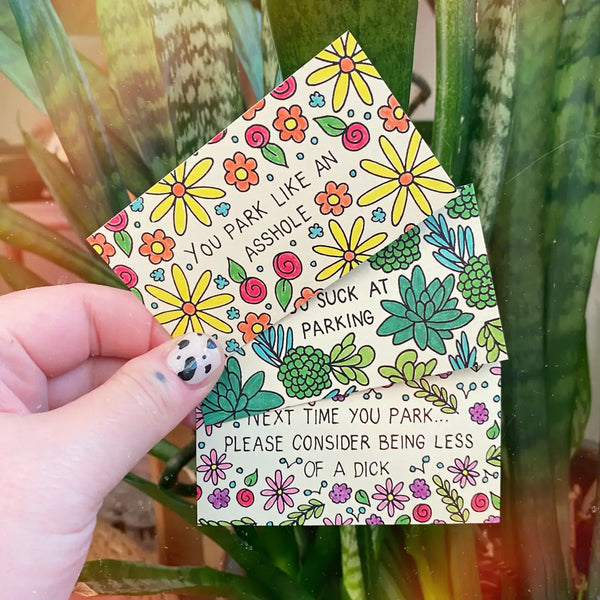 YOU PARK LIKE AN
ASSHOLE
SUCK AT
PARKING
NEXT TIME YOU PARK...
PLEASE CONSIDER BEING LESS
OF A DICK